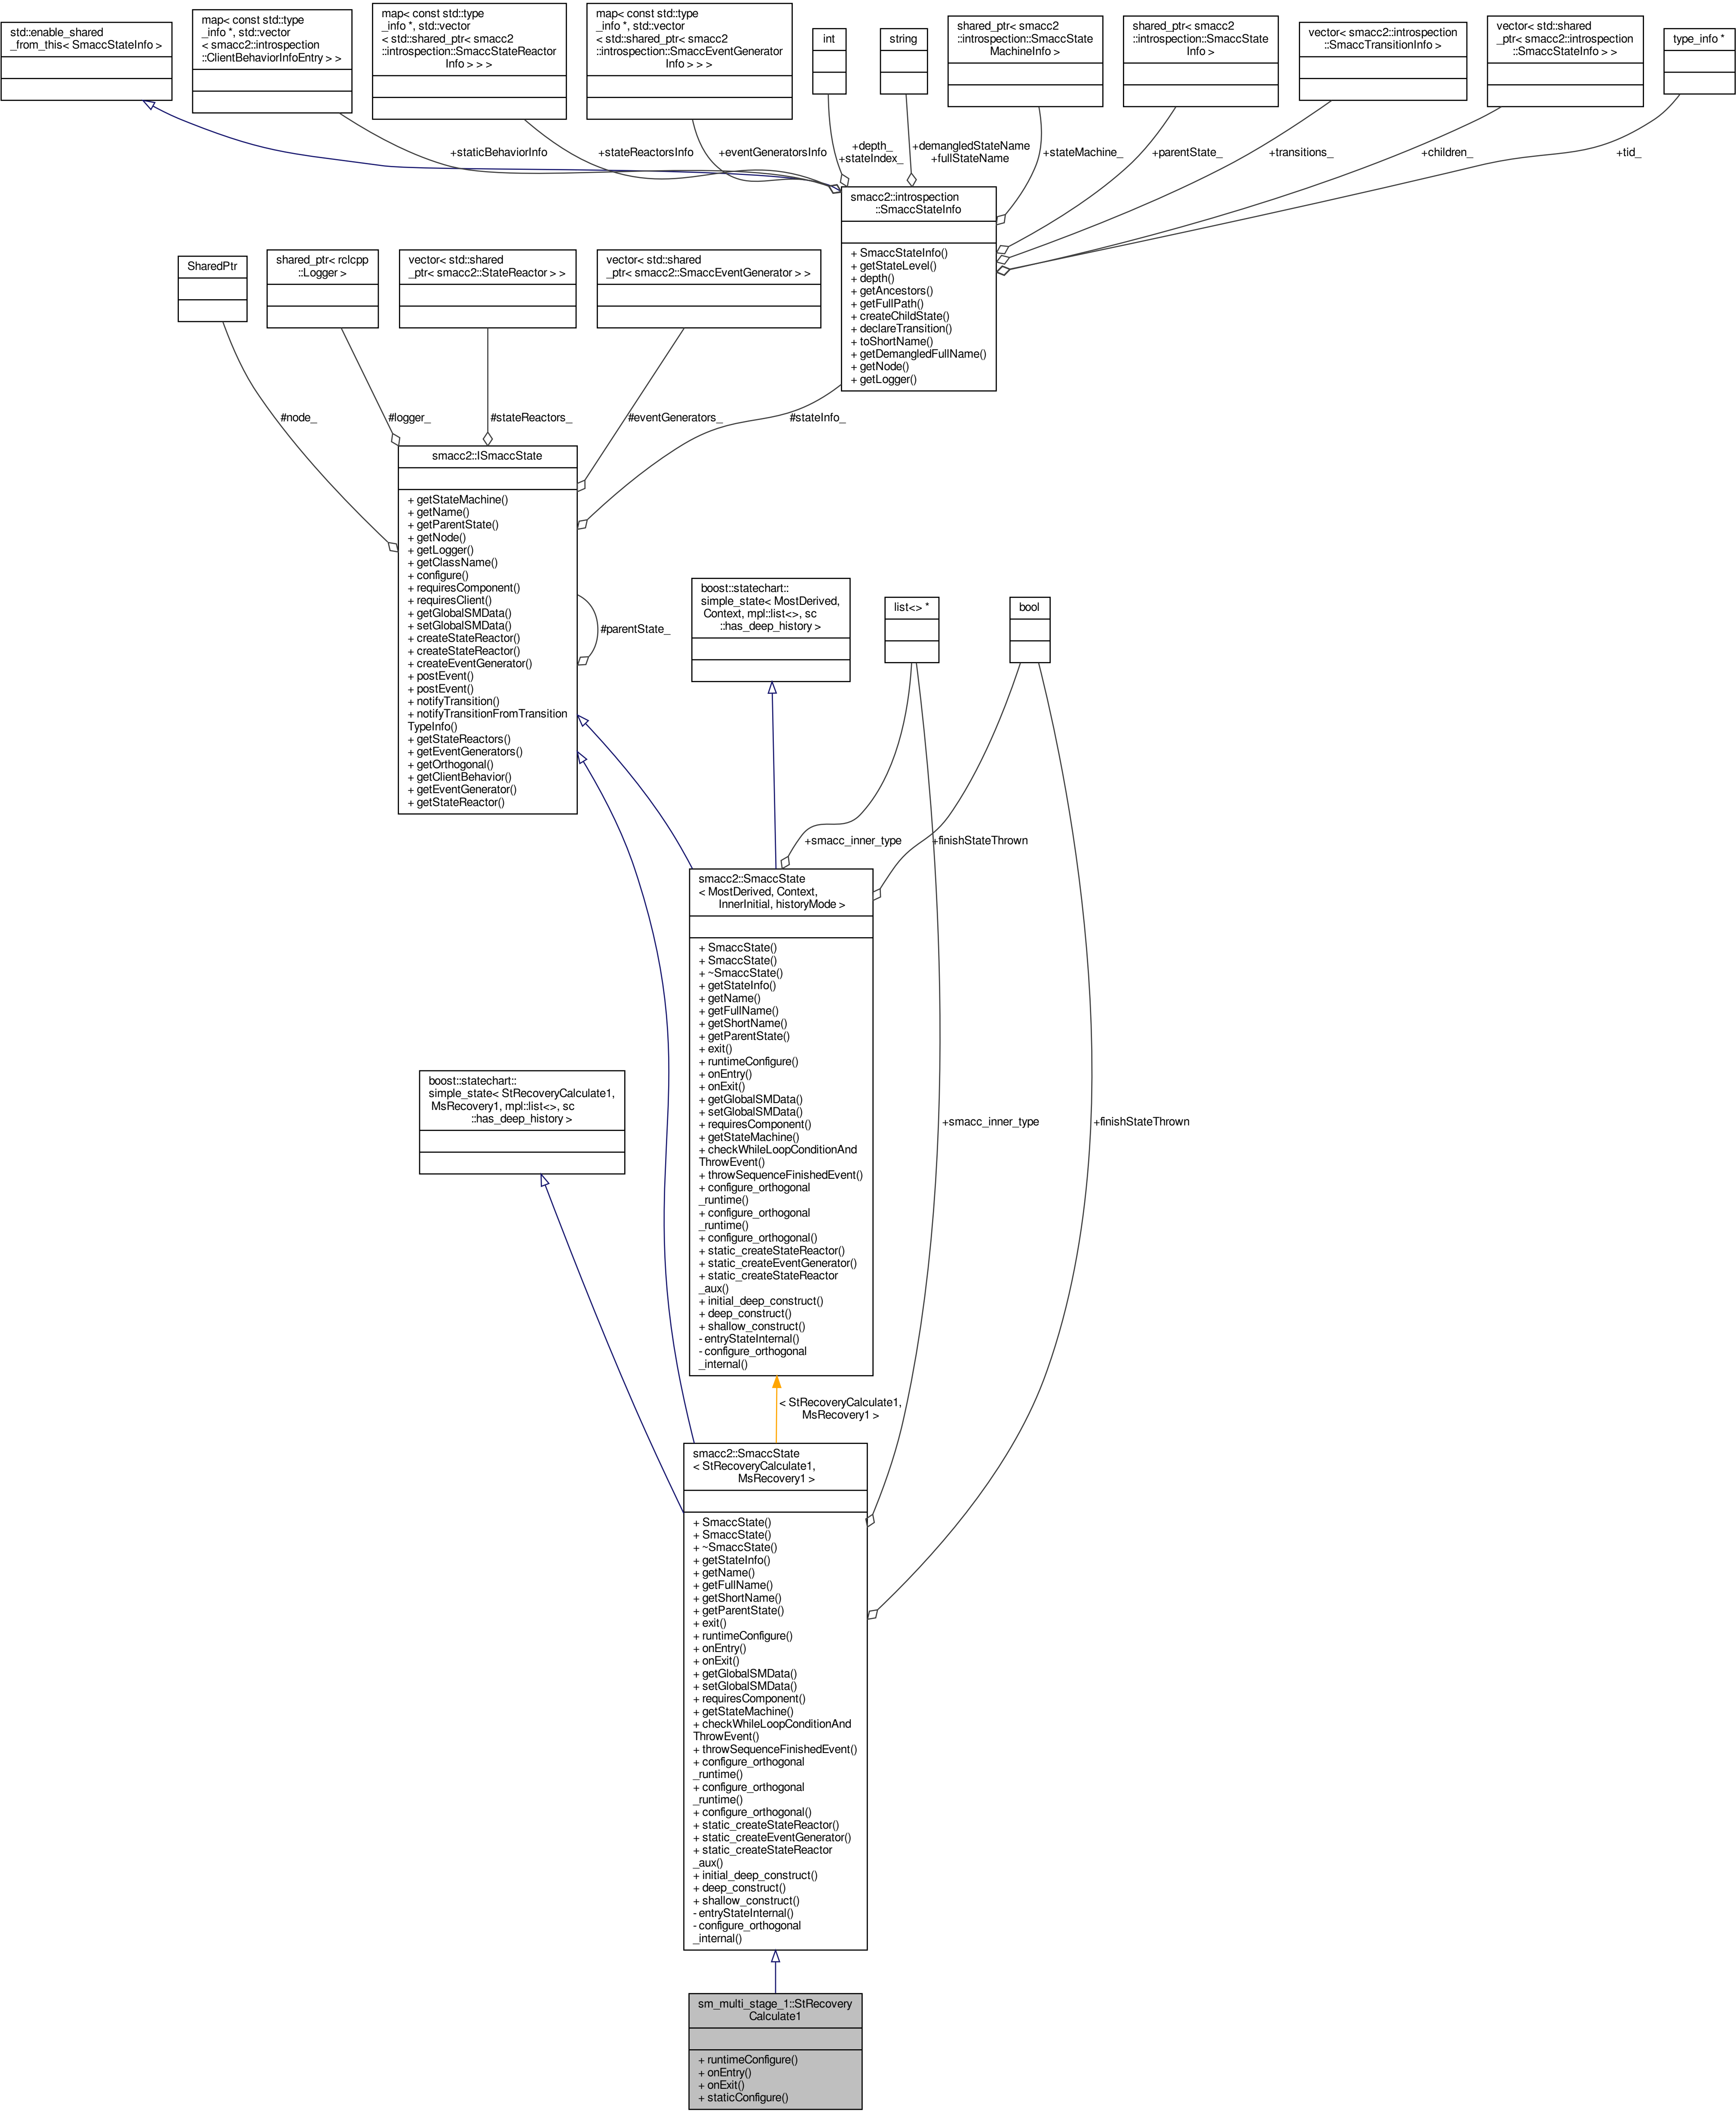 std::enable_shared
_from_this< SmaccStateInfo >
map< const std::type
_info *, std::vector
< smacc2::introspection
::ClientBehaviorInfoEntry > >
map< const std::type
_info *, std::vector
< std::shared_ptr< smacc2
::introspection::SmaccStateReactor
Info > > >
map< const std::type
_info *, std::vector
< std::shared_ptr< smacc2
::introspection::SmaccEventGenerator
Info > > >
int
string
shared_ptr< smacc2
::introspection::SmaccState
MachineInfo >
shared_ptr< smacc2
::introspection::SmaccState
Info >
vector< smacc2::introspection
::SmaccTransitionInfo >
vector< std::shared
_ptr< smacc2::introspection
::SmaccStateInfo > >
type_info *
+staticBehaviorInfo
+stateReactorsInfo
+eventGeneratorsInfo
+depth_
+stateIndex_
+demangledStateName
+fullStateName
+stateMachine_
+parentState_
+transitions_
+children_
+tid_
smacc2::introspection
::SmaccStateInfo
+ SmaccStateInfo()
+ getStateLevel()
+ depth()
+ getAncestors()
+ getFullPath()
+ createChildState()
+ declareTransition()
+ toShortName()
+ getDemangledFullName()
+ getNode()
+ getLogger()
SharedPtr
shared_ptr< rclcpp
::Logger >
vector< std::shared
_ptr< smacc2::StateReactor > >
vector< std::shared
_ptr< smacc2::SmaccEventGenerator > >
#node_
#logger_
#stateReactors_
#eventGenerators_
#stateInfo_
smacc2::ISmaccState
+ getStateMachine()
+ getName()
+ getParentState()
+ getNode()
+ getLogger()
+ getClassName()
+ configure()
+ requiresComponent()
+ requiresClient()
+ getGlobalSMData()
+ setGlobalSMData()
+ createStateReactor()
+ createStateReactor()
+ createEventGenerator()
+ postEvent()
+ postEvent()
+ notifyTransition()
+ notifyTransitionFromTransition
TypeInfo()
+ getStateReactors()
+ getEventGenerators()
+ getOrthogonal()
+ getClientBehavior()
+ getEventGenerator()
+ getStateReactor()
#parentState_
boost::statechart::
simple_state< MostDerived,
Context, mpl::list<>, sc
::has_deep_history >
list<> *
bool
+smacc_inner_type
+finishStateThrown
smacc2::SmaccState
< MostDerived, Context,
InnerInitial, historyMode >
+ SmaccState()
+ SmaccState()
+ ~SmaccState()
+ getStateInfo()
+ getName()
+ getFullName()
+ getShortName()
+ getParentState()
+ exit()
+ runtimeConfigure()
+ onEntry()
+ onExit()
+ getGlobalSMData()
+ setGlobalSMData()
+ requiresComponent()
+ getStateMachine()
+ checkWhileLoopConditionAnd
ThrowEvent()
+ throwSequenceFinishedEvent()
+ configure_orthogonal
_runtime()
+ configure_orthogonal
_runtime()
+ configure_orthogonal()
+ static_createStateReactor()
+ static_createEventGenerator()
+ static_createStateReactor
_aux()
+ initial_deep_construct()
+ deep_construct()
+ shallow_construct()
- entryStateInternal()
- configure_orthogonal
_internal()
boost::statechart::
simple_state< StRecoveryCalculate1,
MsRecovery1, mpl::list<>, sc
::has_deep_history >
+smacc_inner_type
+finishStateThrown
< StRecoveryCalculate1,
MsRecovery1 >
smacc2::SmaccState
< StRecoveryCalculate1,
MsRecovery1 >
+ SmaccState()
+ SmaccState()
+ ~SmaccState()
+ getStateInfo()
+ getName()
+ getFullName()
+ getShortName()
+ getParentState()
+ exit()
+ runtimeConfigure()
+ onEntry()
+ onExit()
+ getGlobalSMData()
+ setGlobalSMData()
+ requiresComponent()
+ getStateMachine()
+ checkWhileLoopConditionAnd
ThrowEvent()
+ throwSequenceFinishedEvent()
+ configure_orthogonal
_runtime()
+ configure_orthogonal
_runtime()
+ configure_orthogonal()
+ static_createStateReactor()
+ static_createEventGenerator()
+ static_createStateReactor
_aux()
+ initial_deep_construct()
+ deep_construct()
+ shallow_construct()
- entryStateInternal()
- configure_orthogonal
_internal()
sm_multi_stage_1::StRecovery
Calculate1
+ runtimeConfigure()
+ onEntry()
+ onExit()
+ staticConfigure()